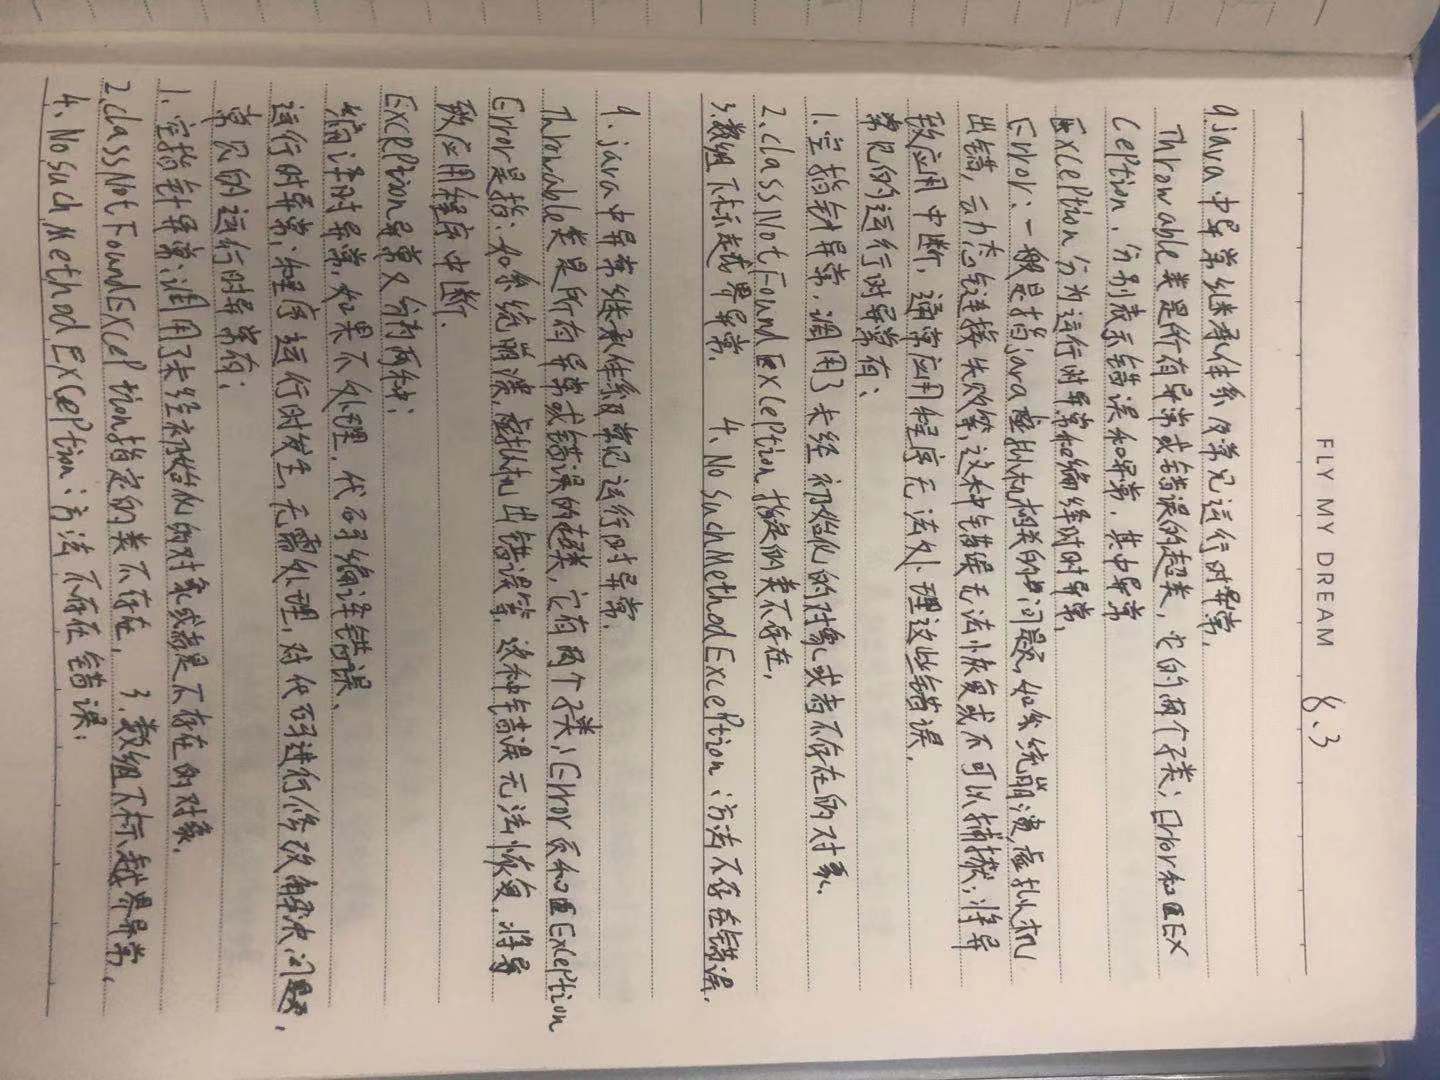 FLY MY DREAM 8.3
9.java中异常继承体系及常见运行时异常.
Throwable类是所有异常或错误的超类,它的两个子类:Error和EX
Ception,分别表示错误和异常,其中异常
Exception分为运行时异常和编译时异常,
Error:一般是指java虚拟机相关的问题,如系统崩溃,虚拟机
出错,动态链接失败等,这种错误无法恢复或不可以捕获,将导
致应用中断,通常应用程序无法处理这些错误,
常见的运行时异常有:
1.空指针异常,调用了未经初始化的对象或者不存在的对象.
2.classNotFoundException 指定的类不存在,
3.数组下标越界异常. 4.NosuchMethodException:方法不存在错误.
9.java中异常继承体系及常见运行时异常,
Throwable类是所有异常或错误的超类,它有两个子类:Error 和Exception
Error是指:如系统崩溃,虚拟机出错误等,这种错误无法恢复,将导
致应用程序中断.
Exception异常又分为两种:
编译时异常,如果不处理,代码编译错误、
运行时异常:程序运行时发生,无需处理,对代码进行修改解决问题,
常见的运行时异常有:
1.空指针异常:调用了未经初始化的对象或者是不存在的对象,
2.classNotFoundException指定的类不存在, 3.数组下标越界异常,
4.NosuchMethodException:方法不存在错误.